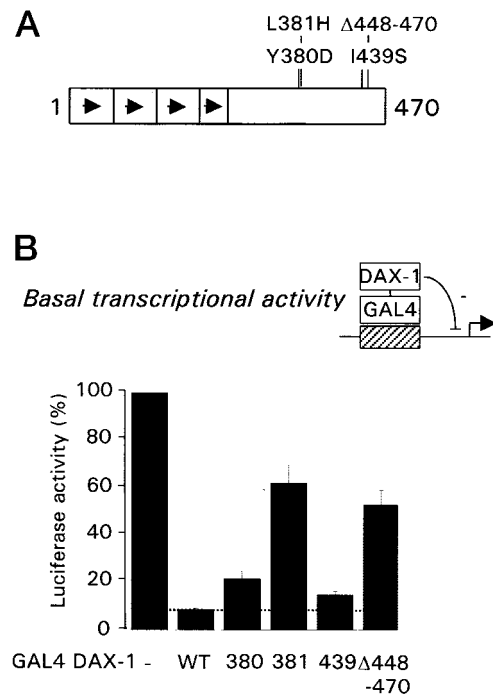 A
L381H Δ448-470
Y380D I439S
1 470
B
Basal transcriptional activity
DAX-1
GAL4
-
Luciferase activity (%)
100
80
60
40
20
0
GAL4 DAX-1 - WT 380 381 439 Δ448
-470